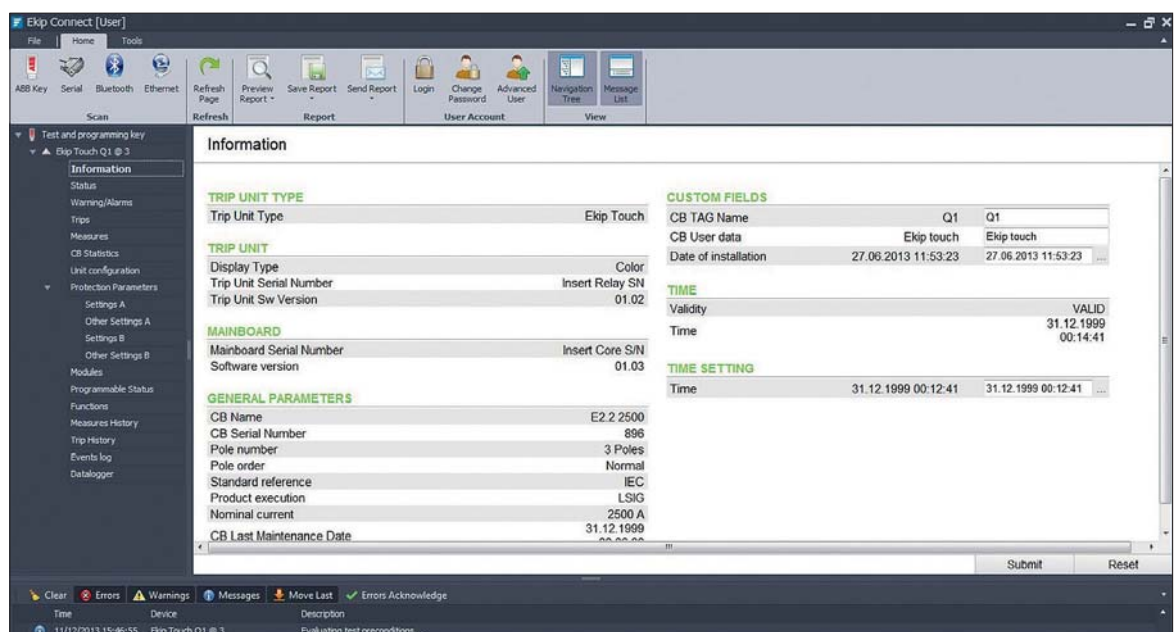 Ekip Connect [User]
File Home Tools
ABB Key Serial Bluetooth Ethernet Refresh Page Preview Report Save Report Send Report Login Change Password Advanced User Navigation Tree Message List
Scan Refresh Report User Account View
Test and programming key
Ekip Touch Q1 @ 3
Information
Status
Warning/Alarms
Trips
Measures
CB Statistics
Unit configuration
Protection Parameters
Settings A
Other Settings A
Settings B
Other Settings B
Modules
Programmable Status
Functions
Measures History
Trip History
Events log
Datalogger
Information
TRIP UNIT TYPE
Trip Unit Type Ekip Touch
TRIP UNIT
Display Type Color
Trip Unit Serial Number Insert Relay SN
Trip Unit Sw Version 01.02
MAINBOARD
Mainboard Serial Number Insert Core S/N
Software version 01.03
GENERAL PARAMETERS
CB Name E2.2 2500
CB Serial Number 896
Pole number 3 Poles
Pole order Normal
Standard reference IEC
Product execution LSIG
Nominal current 2500 A
CB Last Maintenance Date 31.12.1999
CUSTOM FIELDS
CB TAG Name Q1 Q1
CB User data Ekip touch Ekip touch
Date of installation 27.06.2013 11:53:23 27.06.2013 11:53:23 ...
TIME
Validity VALID
Time 31.12.1999
00:14:41
TIME SETTING
Time 31.12.1999 00:12:41 31.12.1999 00:12:41 ...
Submit Reset
Clear Errors Warnings Messages Move Last Errors Acknowledge
Time Device Description
11/12/2013 15:46:55 Ekip Touch Q1 @ 3 Evaluating test preconditions